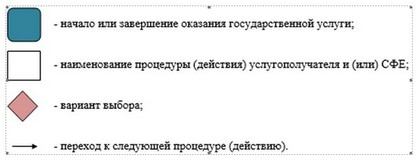 - начало или завершение оказания государственной услуги;
- наименование процедуры (действия) услугополучателя и (или) СФЕ;
- вариант выбора;
- переход к следующей процедуре (действию).